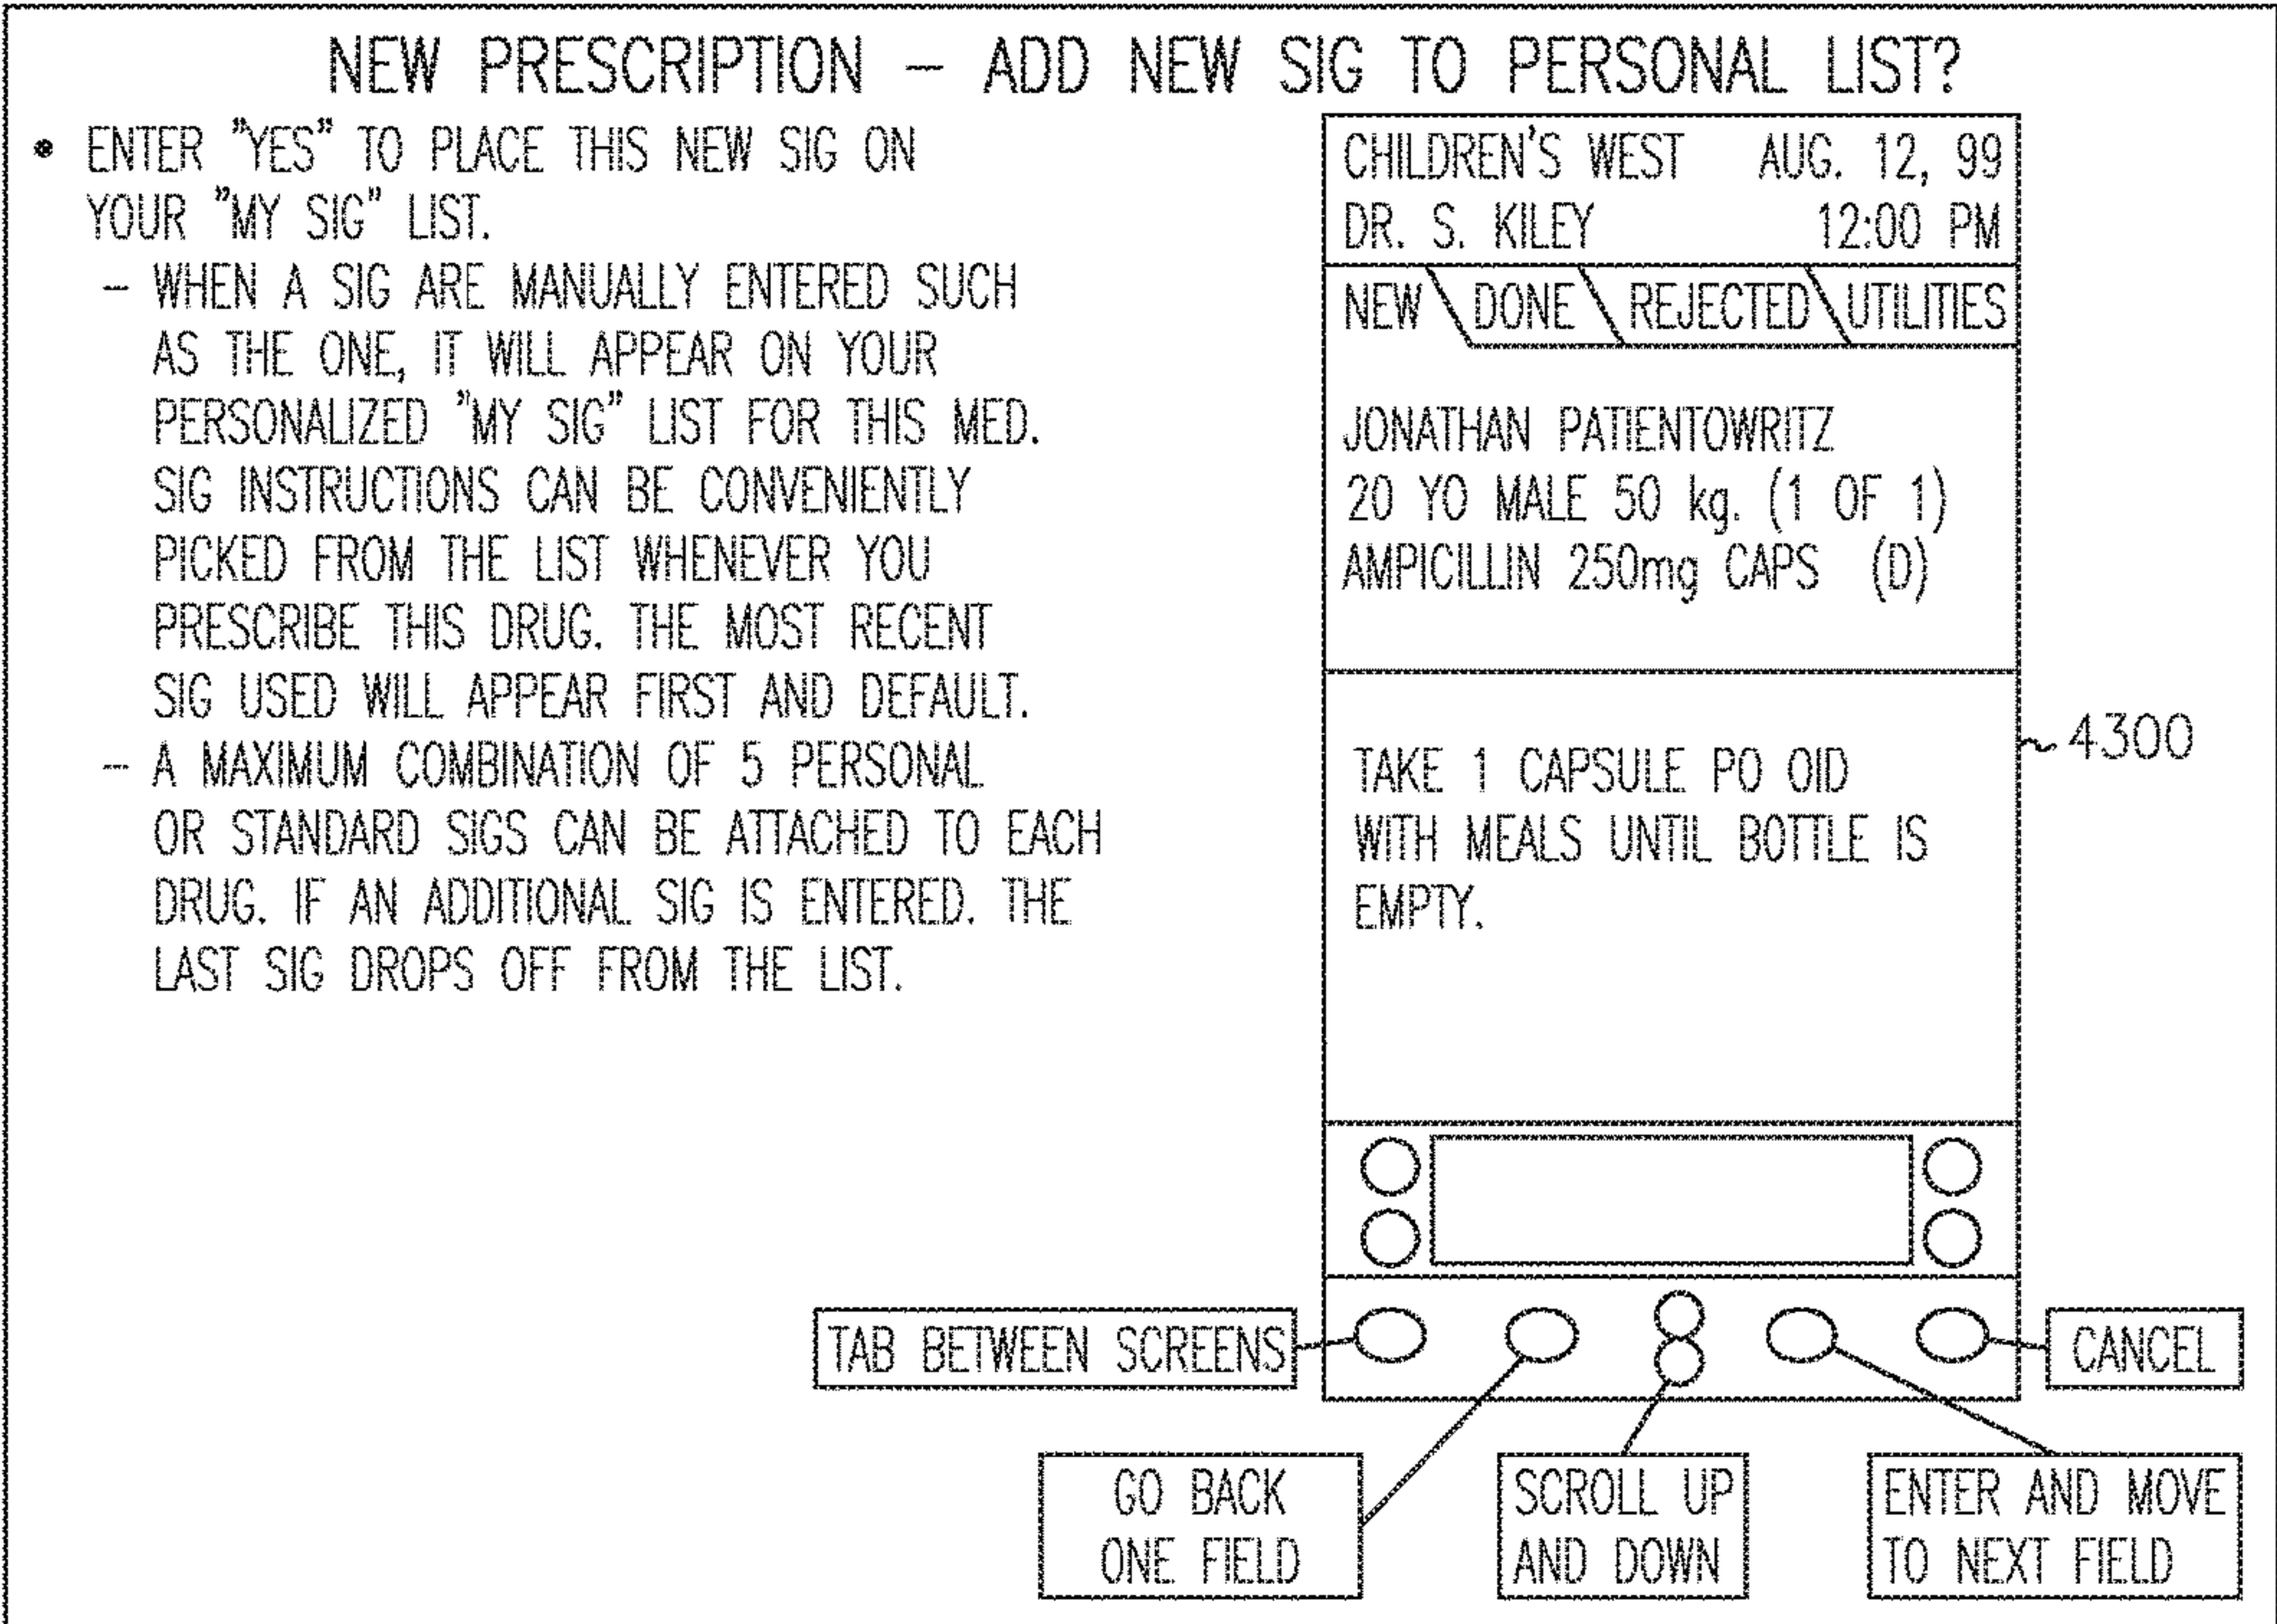 NEW PRESCRIPTION — ADD NEW SIG TO PERSONAL LIST?
• ENTER "YES" TO PLACE THIS NEW SIG ON
YOUR "MY SIG" LIST.
— WHEN A SIG ARE MANUALLY ENTERED SUCH
AS THE ONE, IT WILL APPEAR ON YOUR
PERSONALIZED "MY SIG" LIST FOR THIS MED.
SIG INSTRUCTIONS CAN BE CONVENIENTLY
PICKED FROM THE LIST WHENEVER YOU
PRESCRIBE THIS DRUG. THE MOST RECENT
SIG USED WILL APPEAR FIRST AND DEFAULT.
— A MAXIMUM COMBINATION OF 5 PERSONAL
OR STANDARD SIGS CAN BE ATTACHED TO EACH
DRUG. IF AN ADDITIONAL SIG IS ENTERED. THE
LAST SIG DROPS OFF FROM THE LIST.
CHILDREN'S WEST AUG. 12, 99
DR. S. KILEY 12:00 PM
NEW DONE REJECTED UTILITIES
JONATHAN PATIENTOWRITZ
20 YO MALE 50 kg. (1 OF 1)
AMPICILLIN 250mg CAPS (D)
TAKE 1 CAPSULE PO OID
WITH MEALS UNTIL BOTTLE IS
EMPTY.
4300
TAB BETWEEN SCREENS
CANCEL
GO BACK
ONE FIELD
SCROLL UP
AND DOWN
ENTER AND MOVE
TO NEXT FIELD